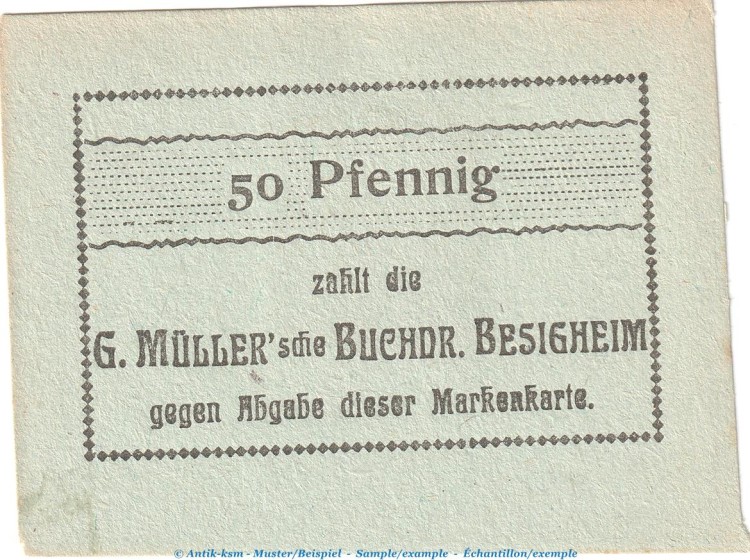 50 Pfennig
zahlt die
G. MÜLLER'sche BUCHDR. BESIGHEIM
gegen Abgabe dieser Markenkarte.
© Antik-ksm - Muster/Beispiel - Sample/example - Échantillon/exemple